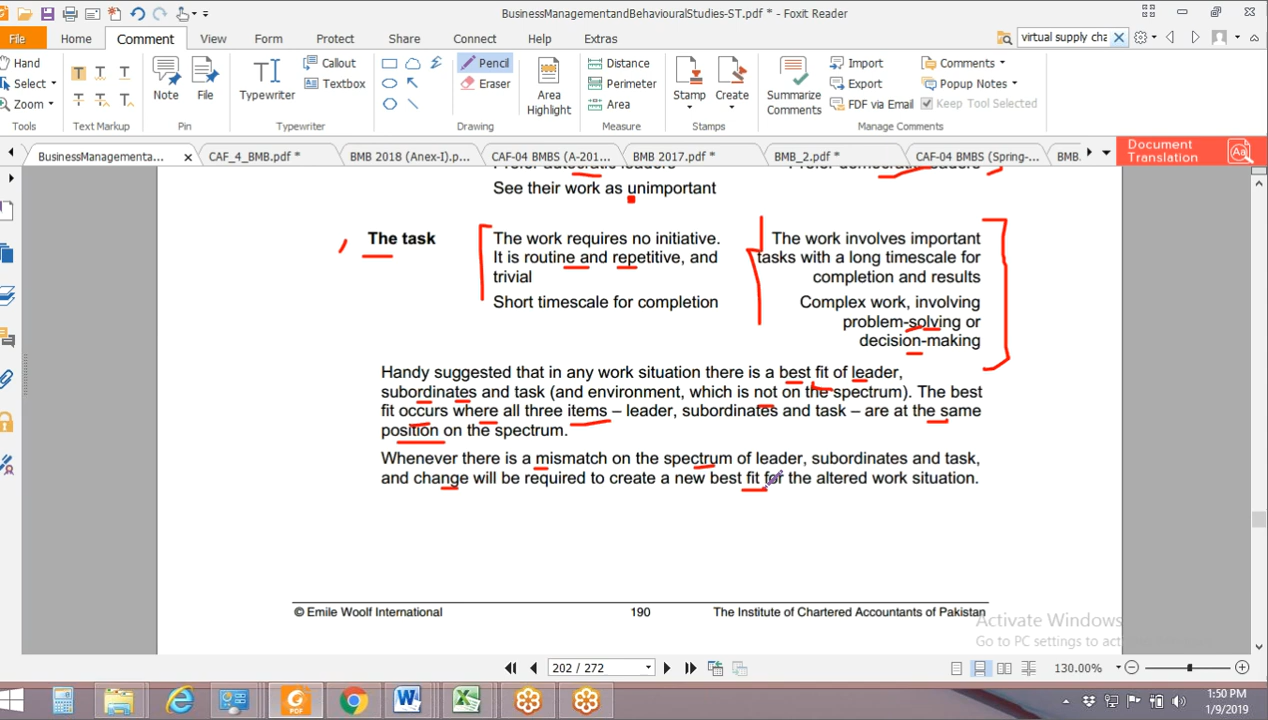 BusinessManagementandBehaviouralStudies-ST.pdf * - Foxit Reader
File Home Comment View Form Protect Share Connect Help Extras
virtual supply cha
Hand
Select
Zoom
Note
File
Typewriter
Callout
Textbox
Pencil
Eraser
Area Highlight
Distance
Perimeter
Area
Stamp
Create
Summarize Comments
Import
Export
FDF via Email
Comments
Popup Notes
Keep Tool Selected
Tools Text Markup Pin Typewriter Drawing Measure Stamps Manage Comments
BusinessManagementa... CAF_4_BMB.pdf * BMB 2018 (Anex-I).p... CAF-04 BMBS (A-201... BMB 2017.pdf * BMB_2.pdf * CAF-04 BMBS (Spring-... BMB.
Document Translation
See their work as unimportant
The task
The work requires no initiative.
It is routine and repetitive, and
trivial
Short timescale for completion
The work involves important
tasks with a long timescale for
completion and results
Complex work, involving
problem-solving or
decision-making
Handy suggested that in any work situation there is a best fit of leader,
subordinates and task (and environment, which is not on the spectrum). The best
fit occurs where all three items – leader, subordinates and task – are at the same
position on the spectrum.
Whenever there is a mismatch on the spectrum of leader, subordinates and task,
and change will be required to create a new best fit for the altered work situation.
© Emile Woolf International 190 The Institute of Chartered Accountants of Pakistan
Activate Windows
202 / 272
130.00%
1:50 PM
1/9/2019